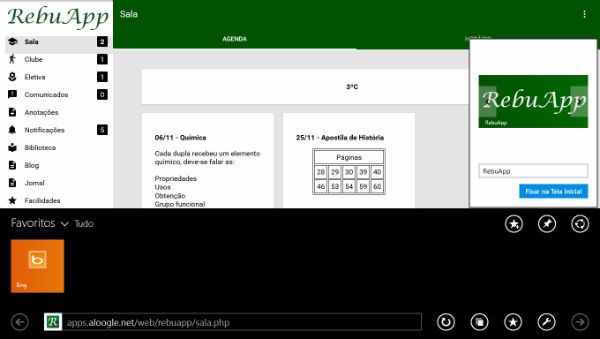 RebuApp
Sala 2
Clube 1
Eletiva 1
Comunicados 0
Anotações
Notificações 5
Biblioteca
Blog
Jornal
Facilidades
Sala
AGENDA
HORÁRIO
3ºC
06/11 - Química
Cada dupla recebeu um elemento
químico, deve-se falar as:
Propriedades
Usos
Obtenção
Grupo funcional
25/11 - Apostila de História
Páginas
28 29 30 39 40
46 53 54 59 60
RebuApp
RebuApp
RebuApp
Fixar na Tela Inicial
Favoritos Tudo
Bing
apps.aloogle.net/web/rebuapp/sala.php